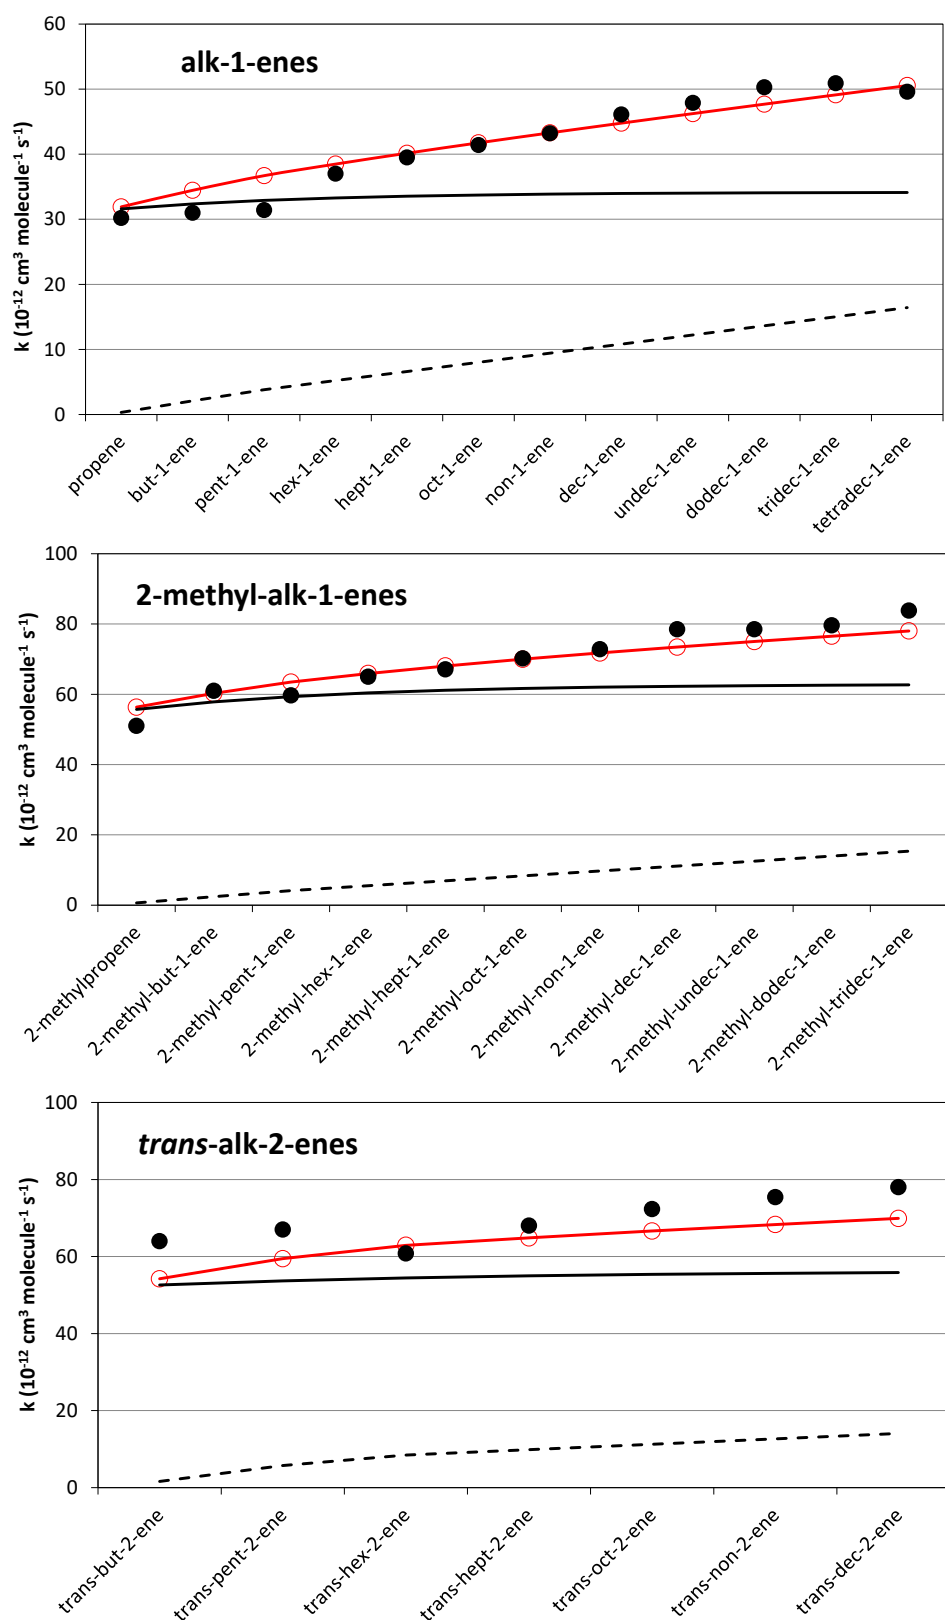 alk-1-enes
k (10⁻¹² cm³ molecule⁻¹ s⁻¹)
60
50
40
30
20
10
0
propene
but-1-ene
pent-1-ene
hex-1-ene
hept-1-ene
oct-1-ene
non-1-ene
dec-1-ene
undec-1-ene
dodec-1-ene
tridec-1-ene
tetradec-1-ene
2-methyl-alk-1-enes
k (10⁻¹² cm³ molecule⁻¹ s⁻¹)
100
80
60
40
20
0
2-methylpropene
2-methyl-but-1-ene
2-methyl-pent-1-ene
2-methyl-hex-1-ene
2-methyl-hept-1-ene
2-methyl-oct-1-ene
2-methyl-non-1-ene
2-methyl-dec-1-ene
2-methyl-undec-1-ene
2-methyl-dodec-1-ene
2-methyl-tridec-1-ene
trans-alk-2-enes
k (10⁻¹² cm³ molecule⁻¹ s⁻¹)
100
80
60
40
20
0
trans-but-2-ene
trans-pent-2-ene
trans-hex-2-ene
trans-hept-2-ene
trans-oct-2-ene
trans-non-2-ene
trans-dec-2-ene